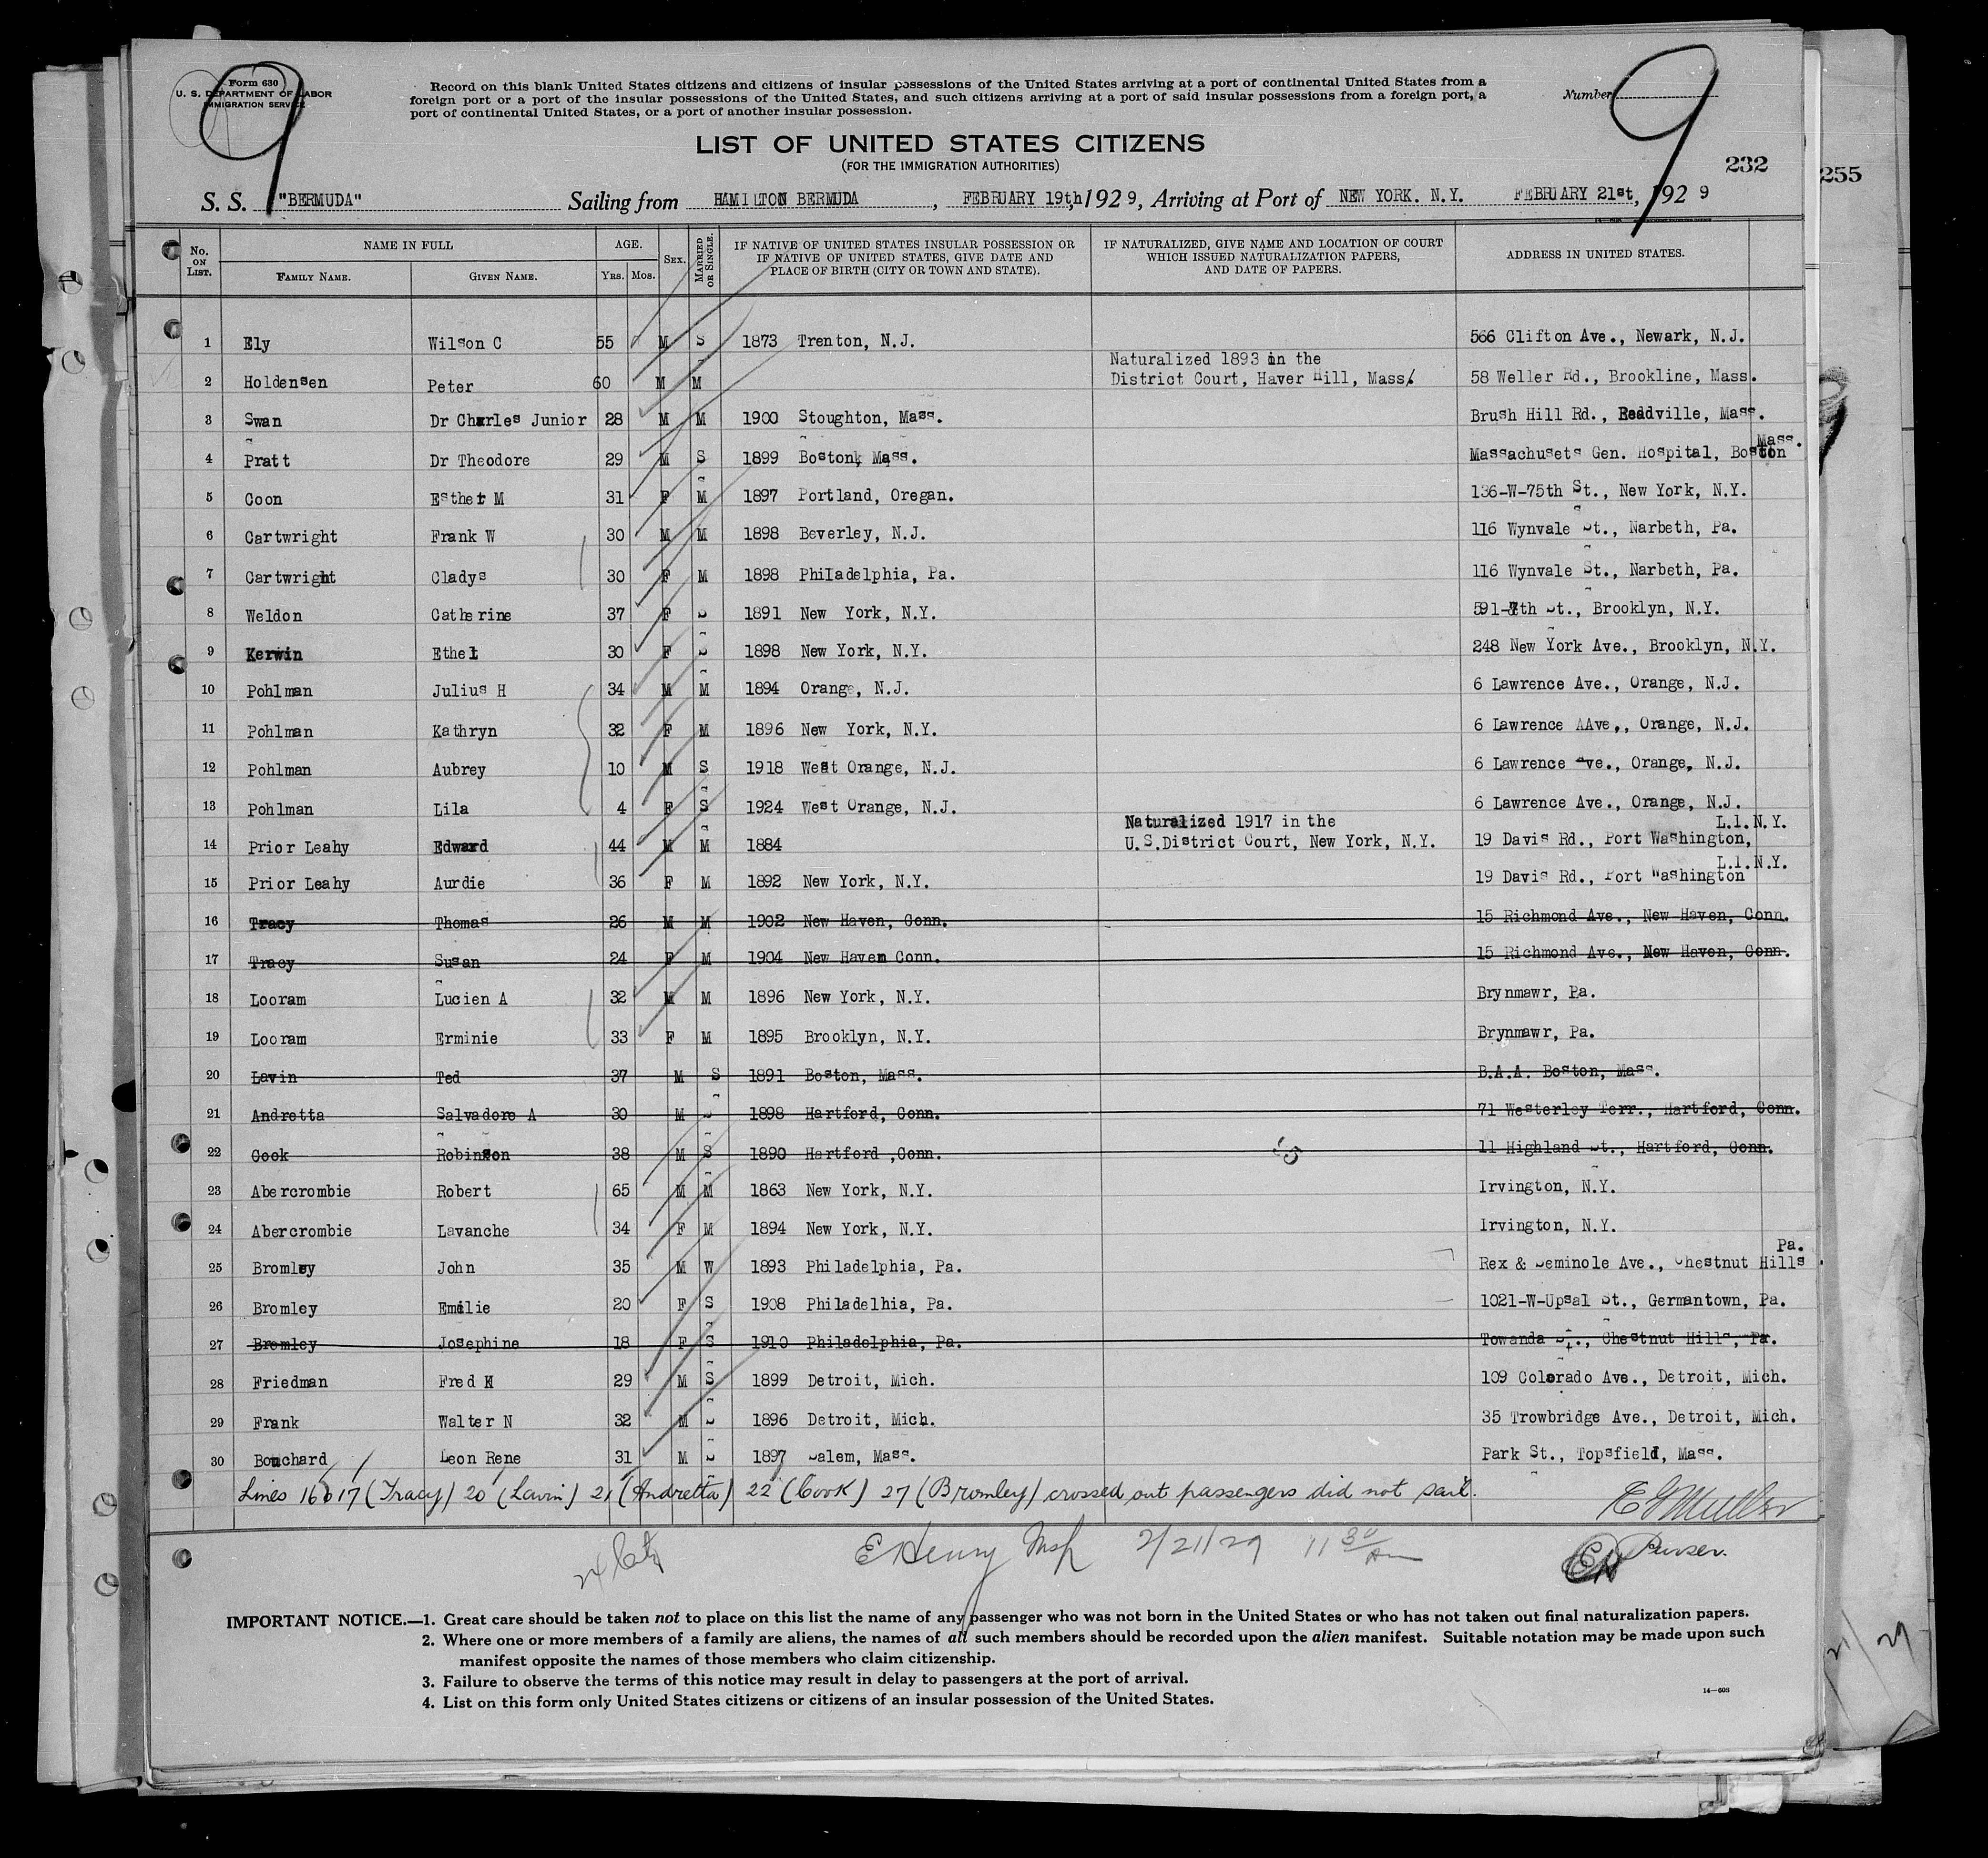 Form 630
U. S. DEPARTMENT OF LABOR
IMMIGRATION SERVICE
9
Record on this blank United States citizens and citizens of insular possessions of the United States arriving at a port of continental United States from a
foreign port or a port of the insular possessions of the United States, and such citizens arriving at a port of said insular possessions from a foreign port, a
port of continental United States, or a port of another insular possession.
Number
9
LIST OF UNITED STATES CITIZENS
(FOR THE IMMIGRATION AUTHORITIES)
232
255
S. S. "BERMUDA" Sailing from HAMILTON BERMUDA, FEBRUARY 19th, 1929, Arriving at Port of NEW YORK. N.Y. FEBRUARY 21st, 1929
No. ON LIST. NAME IN FULL FAMILY NAME. GIVEN NAME. AGE. YRS. MOS. SEX. MARRIED OR SINGLE. IF NATIVE OF UNITED STATES INSULAR POSSESSION OR IF NATIVE OF UNITED STATES, GIVE DATE AND PLACE OF BIRTH (CITY OR TOWN AND STATE). IF NATURALIZED, GIVE NAME AND LOCATION OF COURT WHICH ISSUED NATURALIZATION PAPERS, AND DATE OF PAPERS. ADDRESS IN UNITED STATES.
1 Ely Wilson C 55 M S 1873 Trenton, N.J. 566 Clifton Ave., Newark, N.J.
Naturalized 1893 in the
2 Holdensen Peter 60 M M District Court, Haver Hill, Mass. 58 Weller Rd., Brookline, Mass.
3 Swan Dr Charles Junior 28 M M 1900 Stoughton, Mass. Brush Hill Rd., Readville, Mass.
Mass.
4 Pratt Dr Theodore 29 M S 1899 Boston, Mass. Massachusets Gen. Hospital, Boston
5 Coon Esther M 31 F M 1897 Portland, Oregan. 136-W-75th St., New York, N.Y.
6 Cartwright Frank W 30 M M 1898 Beverley, N.J. 116 Wynvale St., Narbeth, Pa.
7 Cartwright Cladys 30 F M 1898 Philadelphia, Pa. 116 Wynvale St., Narbeth, Pa.
8 Weldon Catherine 37 F S 1891 New York, N.Y. 591-7th St., Brooklyn, N.Y.
9 Kerwin Ethel 30 F S 1898 New York, N.Y. 248 New York Ave., Brooklyn, N.Y.
10 Pohlman Julius H 34 M M 1894 Orange, N.J. 6 Lawrence Ave., Orange, N.J.
11 Pohlman Kathryn 32 F M 1896 New York, N.Y. 6 Lawrence AAve., Orange, N.J.
12 Pohlman Aubrey 10 M S 1918 West Orange, N.J. 6 Lawrence Ave., Orange, N.J.
13 Pohlman Lila 4 F S 1924 West Orange, N.J. 6 Lawrence Ave., Orange, N.J.
Naturalized 1917 in the L.I.N.Y.
14 Prior Leahy Edward 44 M M 1884 U.S.District Court, New York, N.Y. 19 Davis Rd., Port Washington,
L.I.N.Y.
15 Prior Leahy Aurdie 36 F M 1892 New York, N.Y. 19 Davis Rd., Port Washington
16 Tracy Thomas 26 M M 1902 New Haven, Conn. 15 Richmond Ave., New Haven, Conn.
17 Tracy Susan 24 F M 1904 New Haven Conn. 15 Richmond Ave., New Haven, Conn.
18 Looram Lucien A 32 M M 1896 New York, N.Y. Brynmawr, Pa.
19 Looram Erminie 33 F M 1895 Brooklyn, N.Y. Brynmawr, Pa.
20 Lavin Ted 37 M S 1891 Boston, Mass. B.A.A. Boston, Mass.
21 Andretta Salvadore A 30 M S 1898 Hartford, Conn. 71 Westerley Terr., Hartford, Conn.
22 Cook Robinson 38 M S 1890 Hartford ,Conn. 11 Highland St., Hartford, Conn.
23 Abercrombie Robert 65 M M 1863 New York, N.Y. Irvington, N.Y.
24 Abercrombie Lavanche 34 F M 1894 New York, N.Y. Irvington, N.Y.
Pa.
25 Bromley John 35 M W 1893 Philadelphia, Pa. Rex & Seminole Ave., Chestnut Hills
26 Bromley Emilie 20 F S 1908 Philadelhia, Pa. 1021-W-Upsal St., Germantown, Pa.
27 Bromley Josephine 18 F S 1910 Philadelphia, Pa. Towanda St., Chestnut Hills, Pa.
28 Friedman Fred K 29 M S 1899 Detroit, Mich. 109 Colorado Ave., Detroit, Mich.
29 Frank Walter N 32 M S 1896 Detroit, Mich. 35 Trowbridge Ave., Detroit, Mich.
30 Bouchard Leon Rene 31 M S 1897 Salem, Mass. Park St., Topsfield, Mass.
Lines 16 & 17 (Tracy) 20 (Lavin) 21 (Andretta) 22 (Cook) 27 (Bromley) crossed out passengers did not sail.
E Henry Insp 2/21/29 11 30 Am
Purser.
IMPORTANT NOTICE.—1. Great care should be taken not to place on this list the name of any passenger who was not born in the United States or who has not taken out final naturalization papers.
2. Where one or more members of a family are aliens, the names of all such members should be recorded upon the alien manifest. Suitable notation may be made upon such
manifest opposite the names of those members who claim citizenship.
3. Failure to observe the terms of this notice may result in delay to passengers at the port of arrival.
4. List on this form only United States citizens or citizens of an insular possession of the United States.
14—608